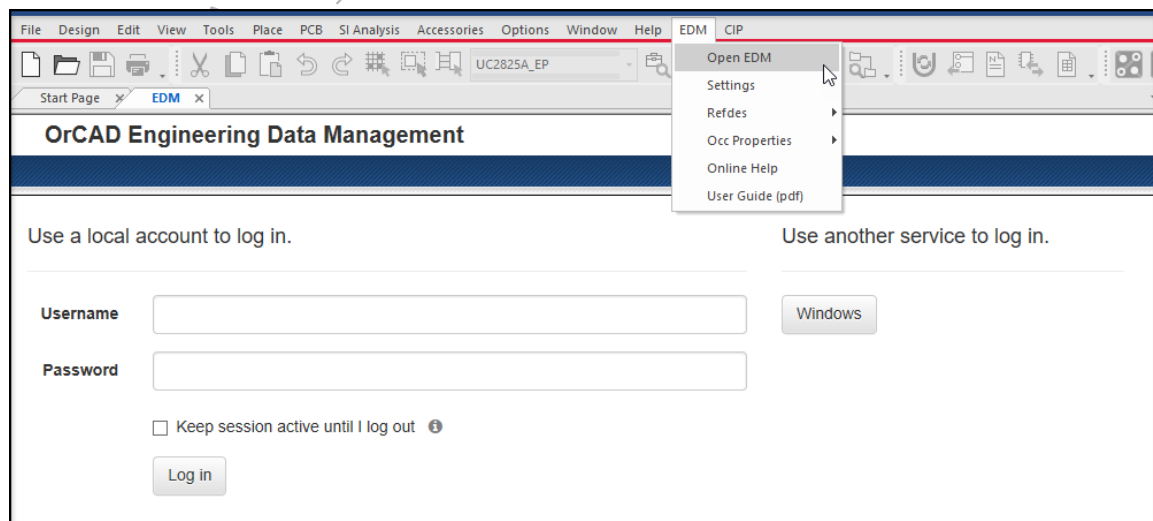 File Design Edit View Tools Place PCB SI Analysis Accessories Options Window Help EDM CIP
UC2825A_EP
Open EDM
Settings
Refdes
Occ Properties
Online Help
User Guide (pdf)
Start Page EDM
OrCAD Engineering Data Management
Use a local account to log in.
Username
Password
Keep session active until I log out
Log in
Use another service to log in.
Windows